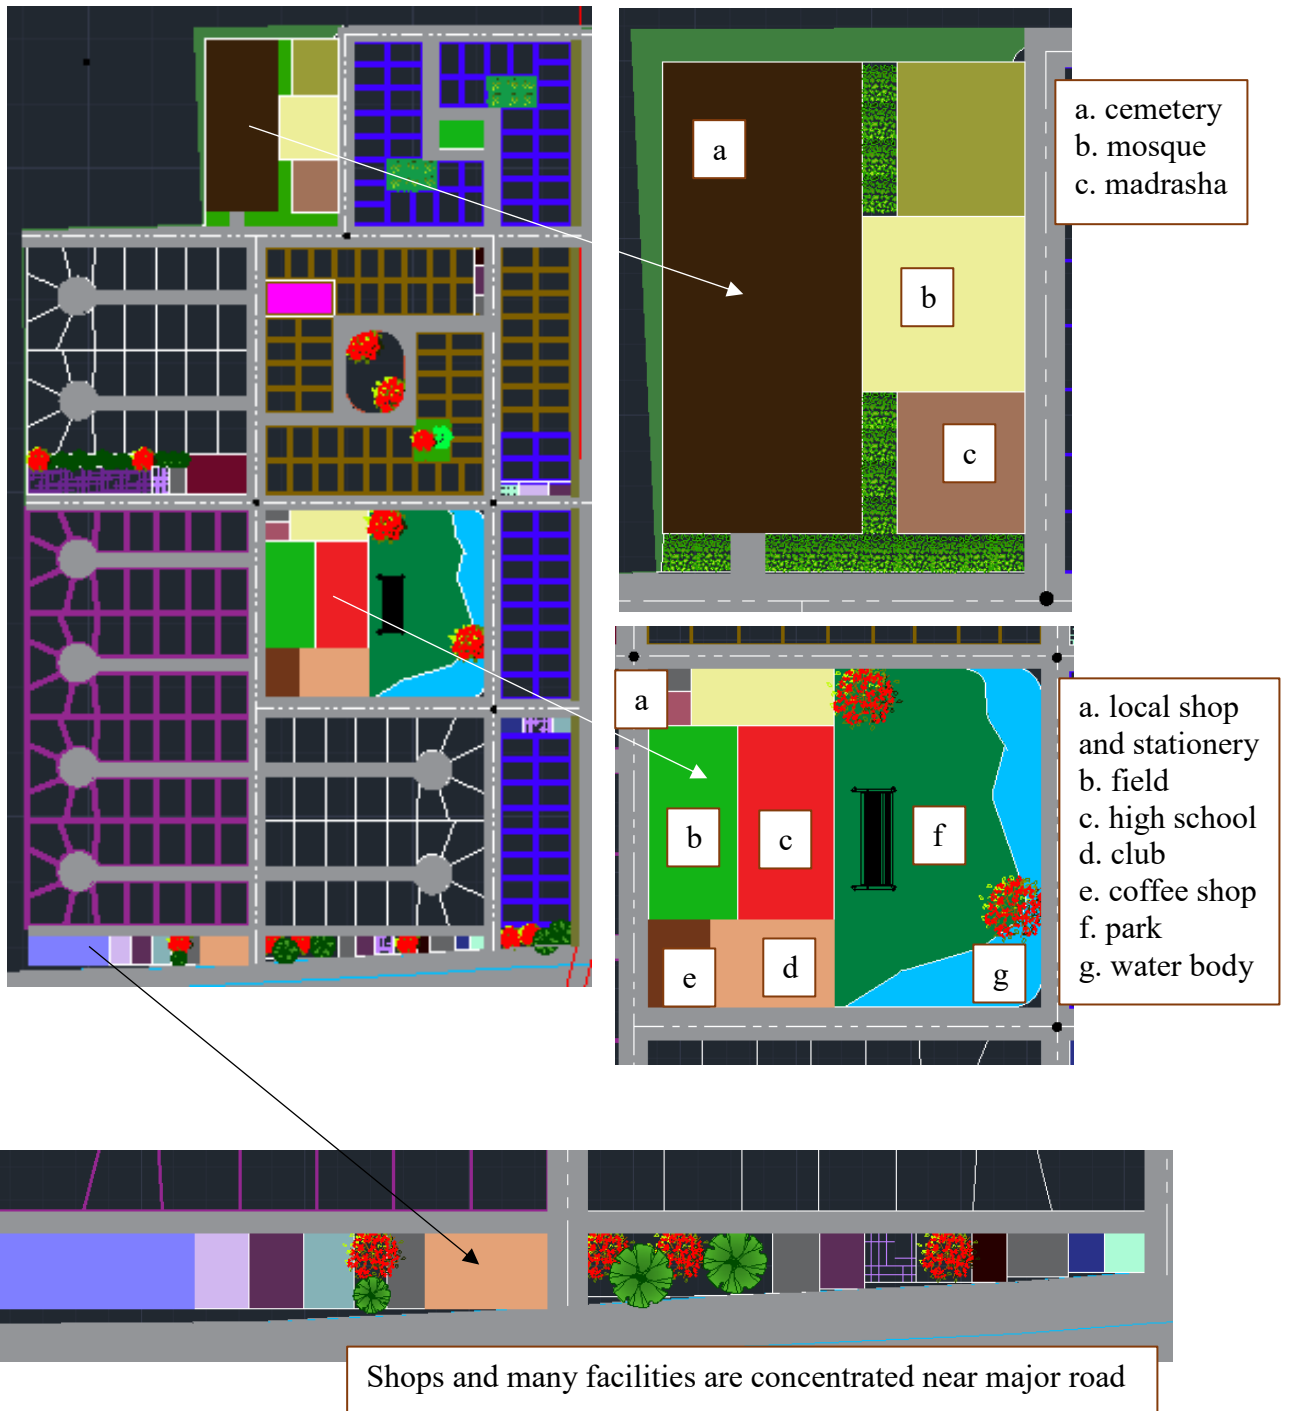 a
b
c
a. cemetery
b. mosque
c. madrasha
a
b
c
f
e
d
g
a. local shop
and stationery
b. field
c. high school
d. club
e. coffee shop
f. park
g. water body
Shops and many facilities are concentrated near major road